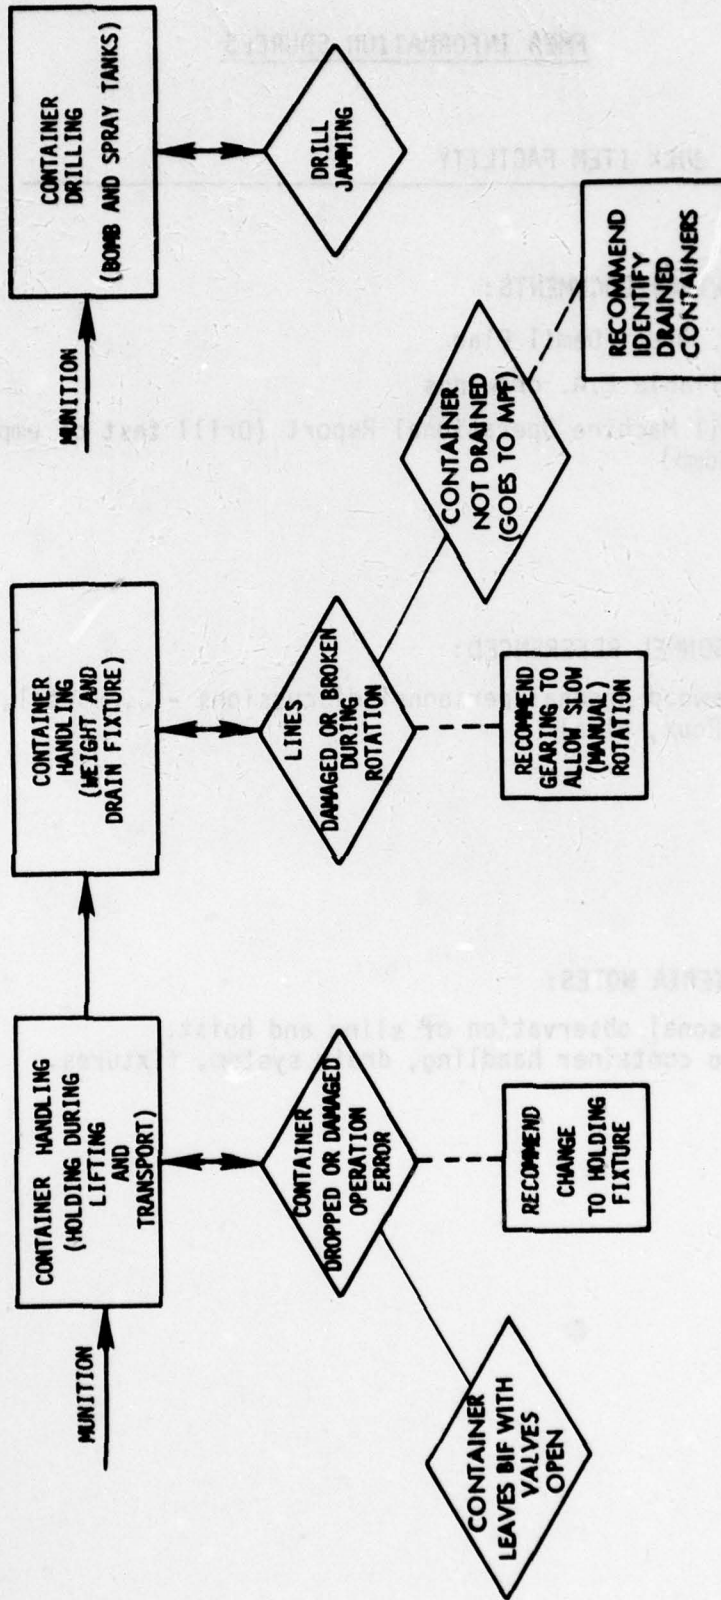 MUNITION
CONTAINER HANDLING
(HOLDING DURING
LIFTING
AND
TRANSPORT)
CONTAINER
DROPPED OR DAMAGED
OPERATION
ERROR
CONTAINER
LEAVES BIF WITH
VALVES
OPEN
RECOMMEND
CHANGE
TO HOLDING
FIXTURE
CONTAINER
HANDLING
(WEIGHT AND
DRAIN FIXTURE)
LINES
DAMAGED OR BROKEN
DURING
ROTATION
RECOMMEND
GEARING TO
ALLOW SLOW
(MANUAL
ROTATION
CONTAINER
NOT DRAINED
(GOES TO MPF)
RECOMMEND
IDENTIFY
DRAINED
CONTAINERS
MUNITION
CONTAINER
DRILLING
(BOMB AND SPRAY TANKS)
DRILL
JAMMING